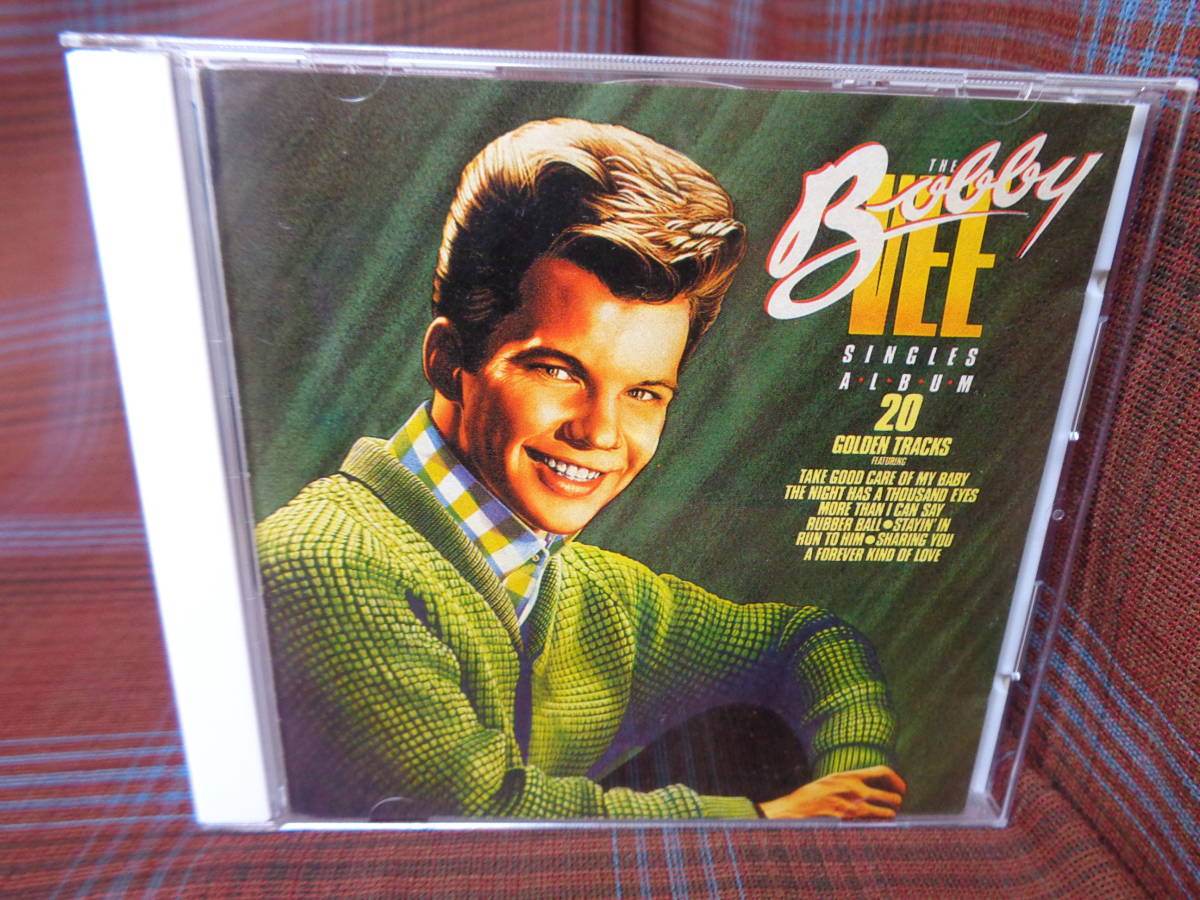 THE
Bobby
VEE
SINGLES
A·L·B·U·M
20
GOLDEN TRACKS
FEATURING
TAKE GOOD CARE OF MY BABY
THE NIGHT HAS A THOUSAND EYES
MORE THAN I CAN SAY
RUBBER BALL●STAYIN' IN
RUN TO HIM●SHARING YOU
A FOREVER KIND OF LOVE